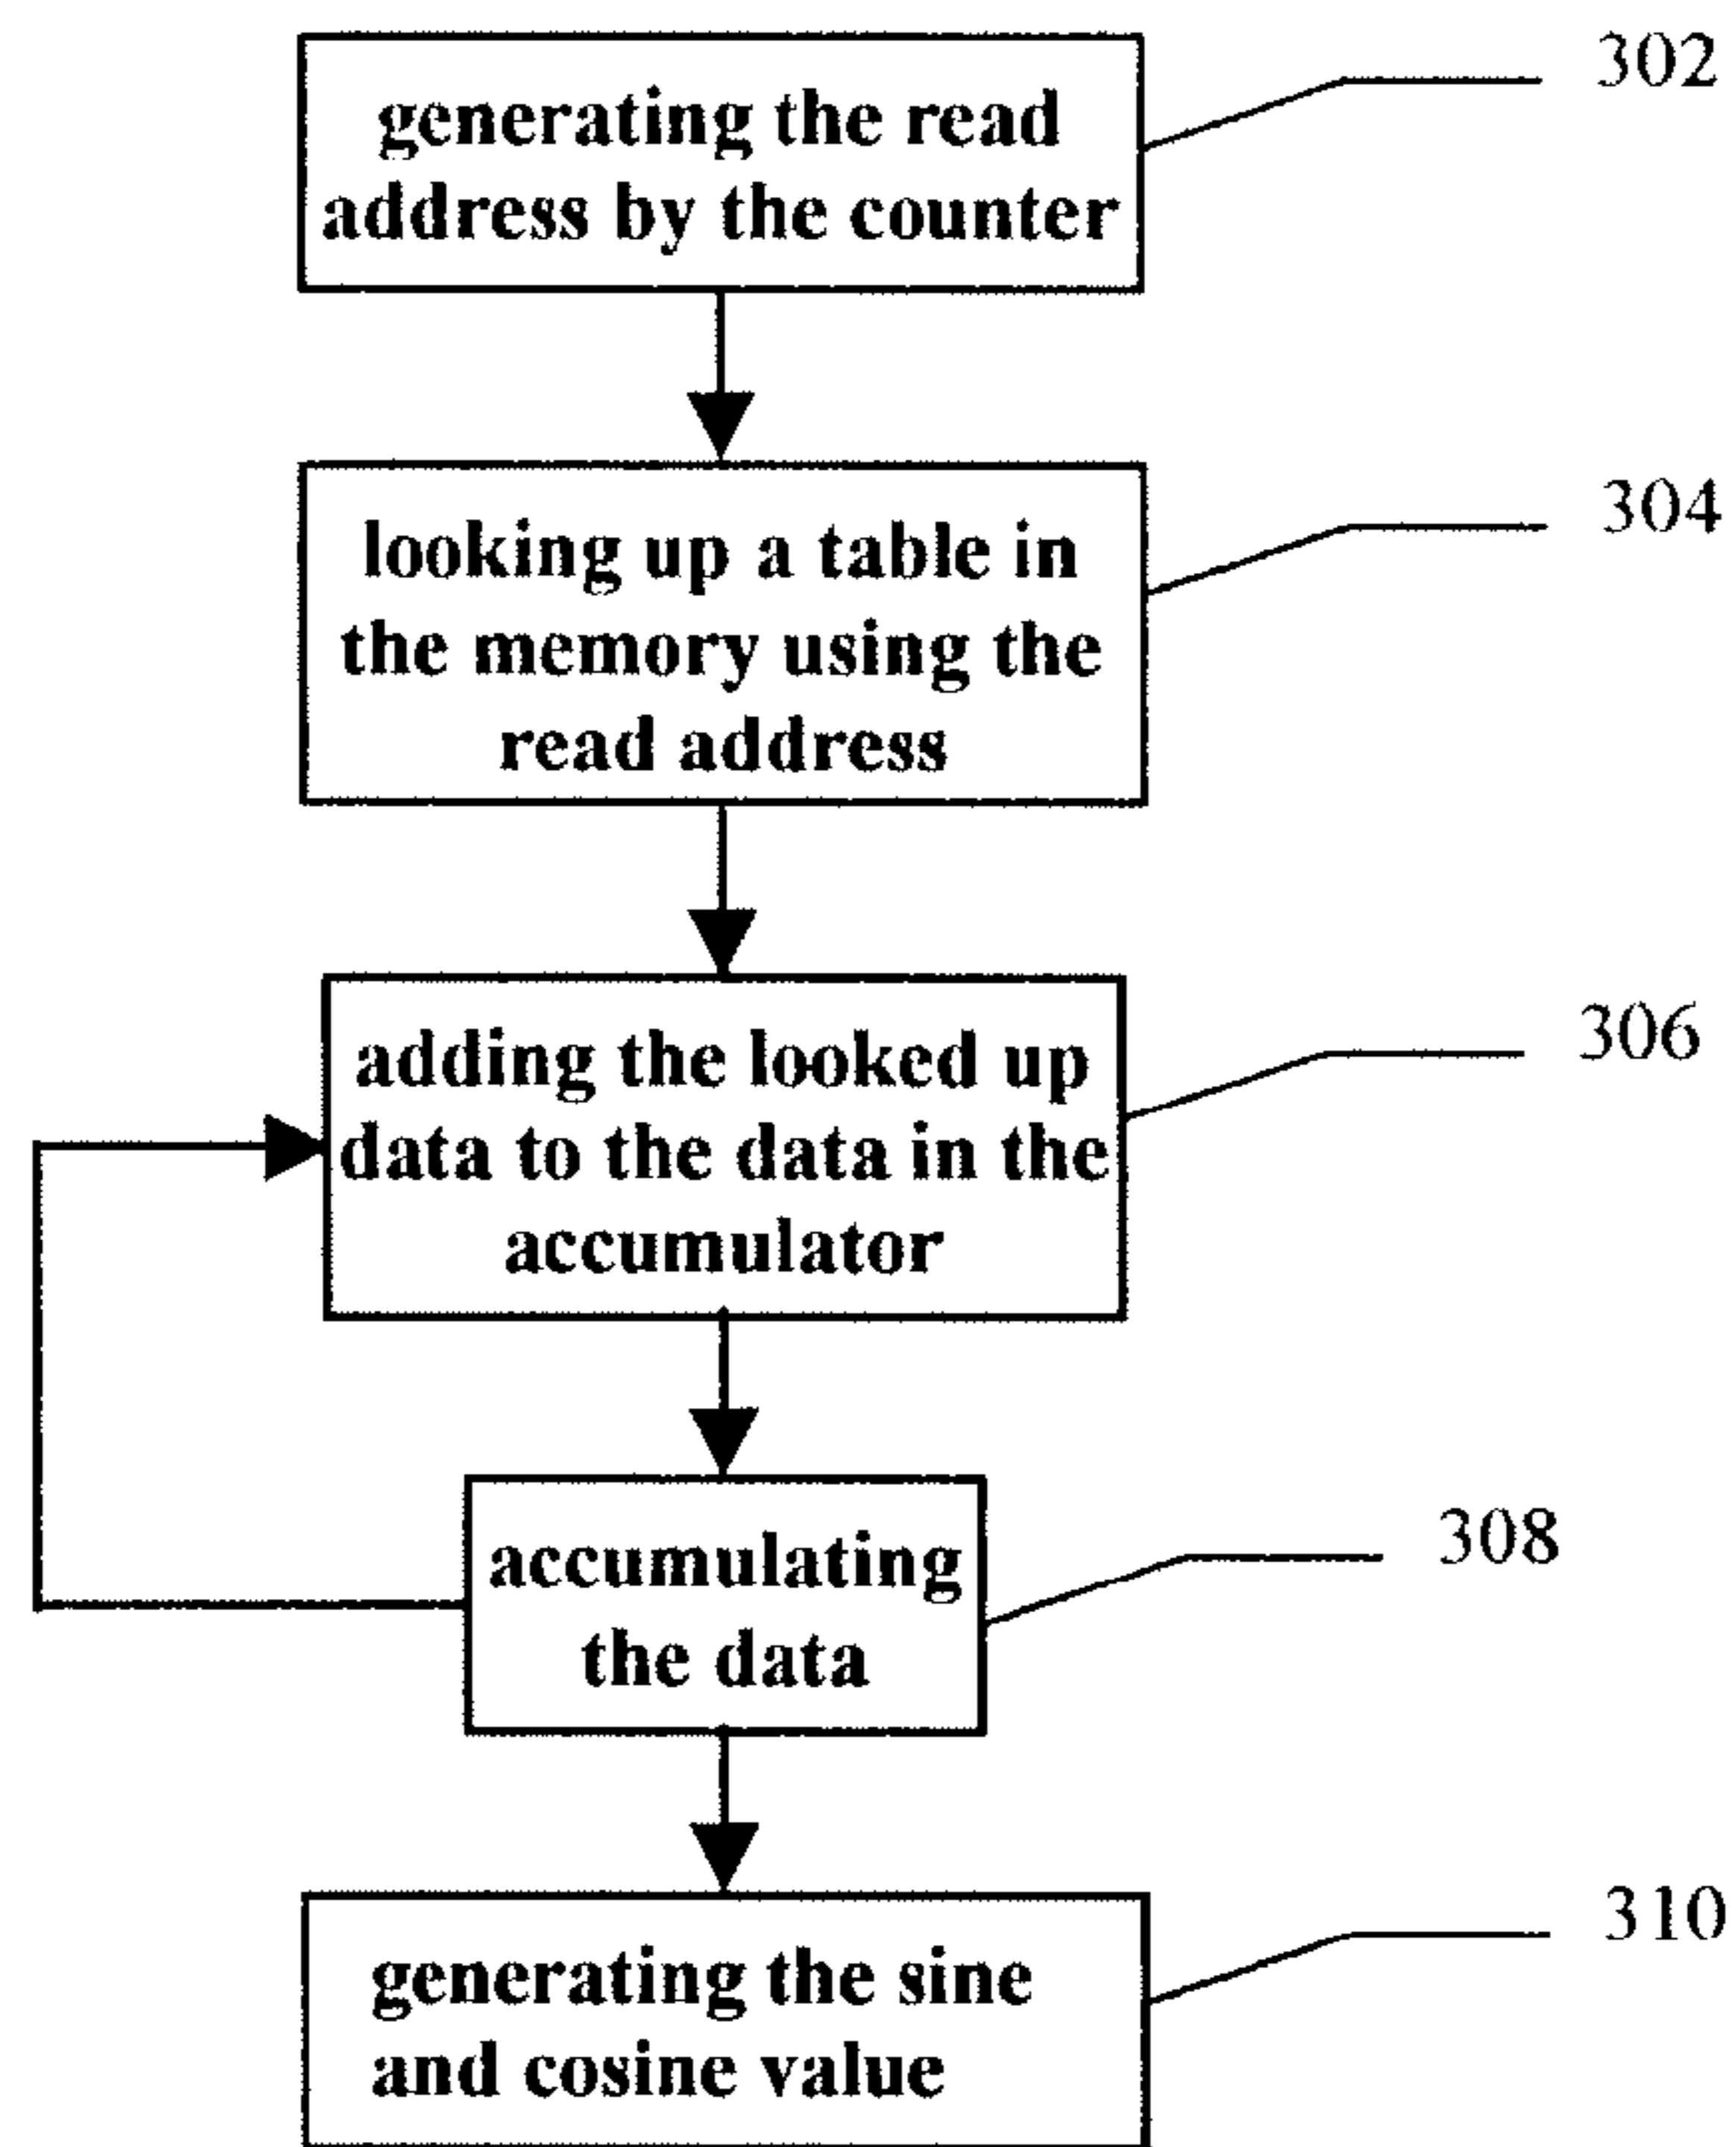 302
generating the read
address by the counter
304
looking up a table in
the memory using the
read address
306
adding the looked up
data to the data in the
accumulator
308
accumulating
the data
310
generating the sine
and cosine value